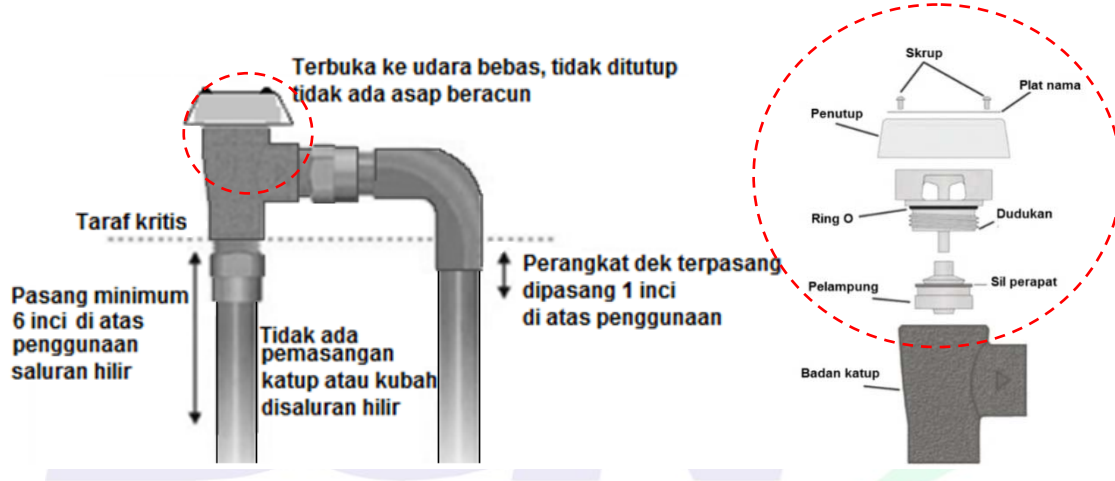 Terbuka ke udara bebas, tidak ditutup
tidak ada asap beracun
Taraf kritis
Pasang minimum
6 inci di atas
penggunaan
saluran hilir
Tidak ada
pemasangan
katup atau kubah
disaluran hilir
Perangkat dek terpasang
dipasang 1 inci
di atas penggunaan
Skrup
Plat nama
Penutup
Ring O
Dudukan
Pelampung
Sil perapat
Badan katup